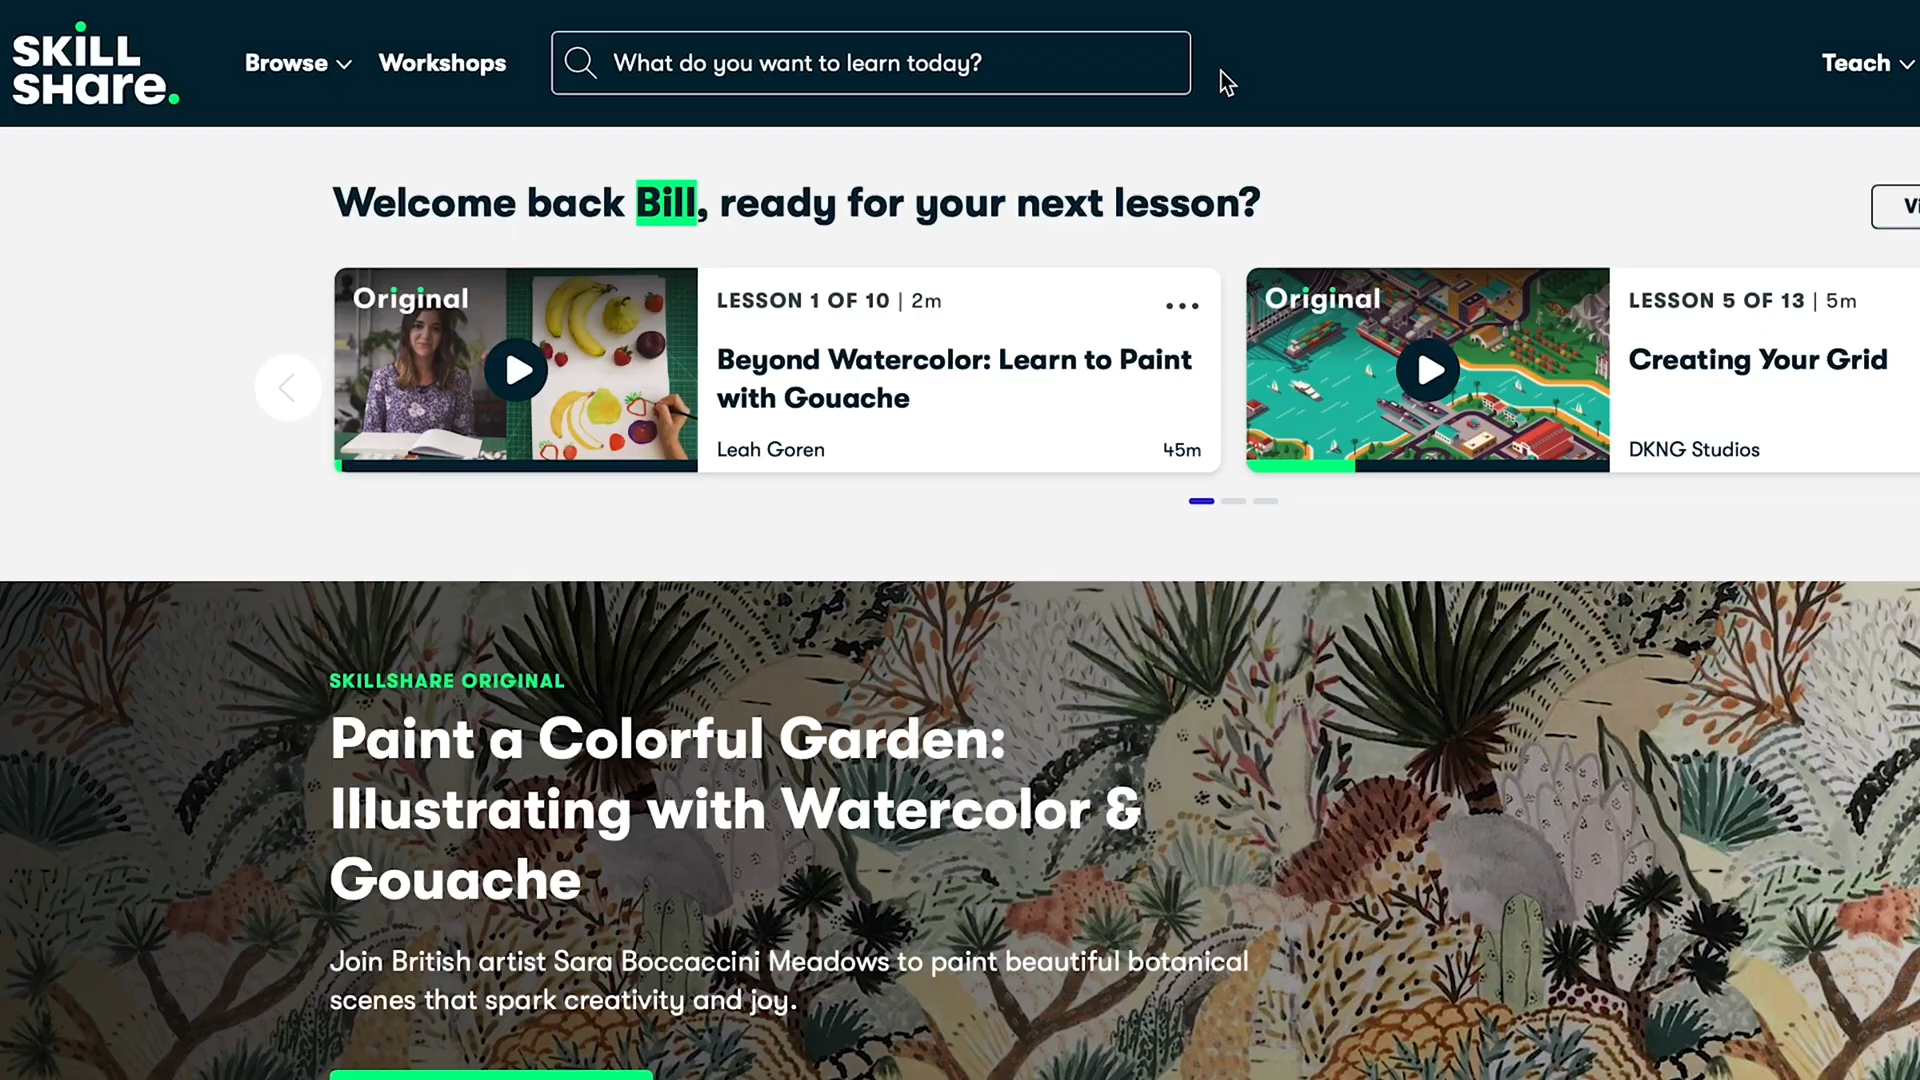 SKILL
SHare.
Browse
Workshops
What do you want to learn today?
Teach
Welcome back Bill, ready for your next lesson?
Vi
Original
LESSON 1 OF 10 | 2m
Beyond Watercolor: Learn to Paint
with Gouache
Leah Goren
45m
Original
LESSON 5 OF 13 | 5m
Creating Your Grid
DKNG Studios
SKILLSHARE ORIGINAL
Paint a Colorful Garden:
Illustrating with Watercolor &
Gouache
Join British artist Sara Boccaccini Meadows to paint beautiful botanical
scenes that spark creativity and joy.